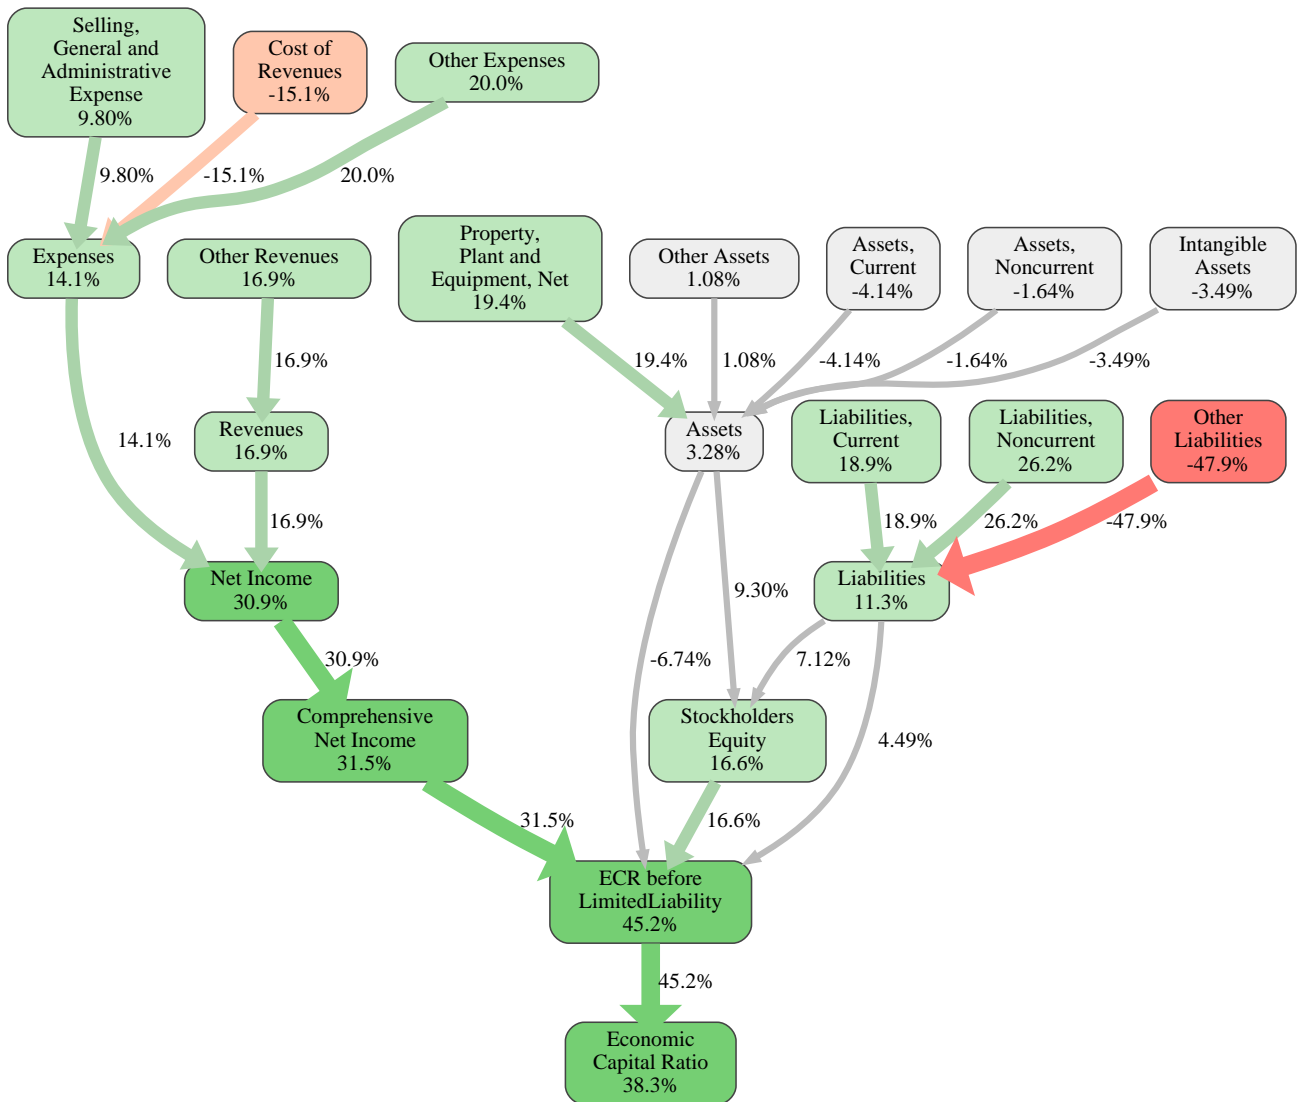 Selling,
General and
Administrative
Expense
9.80%
Cost of
Revenues
-15.1%
Other Expenses
20.0%
9.80%
-15.1%
20.0%
Expenses
14.1%
Other Revenues
16.9%
Property,
Plant and
Equipment, Net
19.4%
Other Assets
1.08%
Assets,
Current
-4.14%
Assets,
Noncurrent
-1.64%
Intangible
Assets
-3.49%
16.9%
19.4%
1.08%
-4.14%
-1.64%
-3.49%
14.1%
Revenues
16.9%
Assets
3.28%
Liabilities,
Current
18.9%
Liabilities,
Noncurrent
26.2%
Other
Liabilities
-47.9%
16.9%
18.9%
26.2%
-47.9%
Net Income
30.9%
9.30%
Liabilities
11.3%
30.9%
-6.74%
7.12%
Comprehensive
Net Income
31.5%
Stockholders
Equity
16.6%
4.49%
31.5%
16.6%
ECR before
LimitedLiability
45.2%
45.2%
Economic
Capital Ratio
38.3%